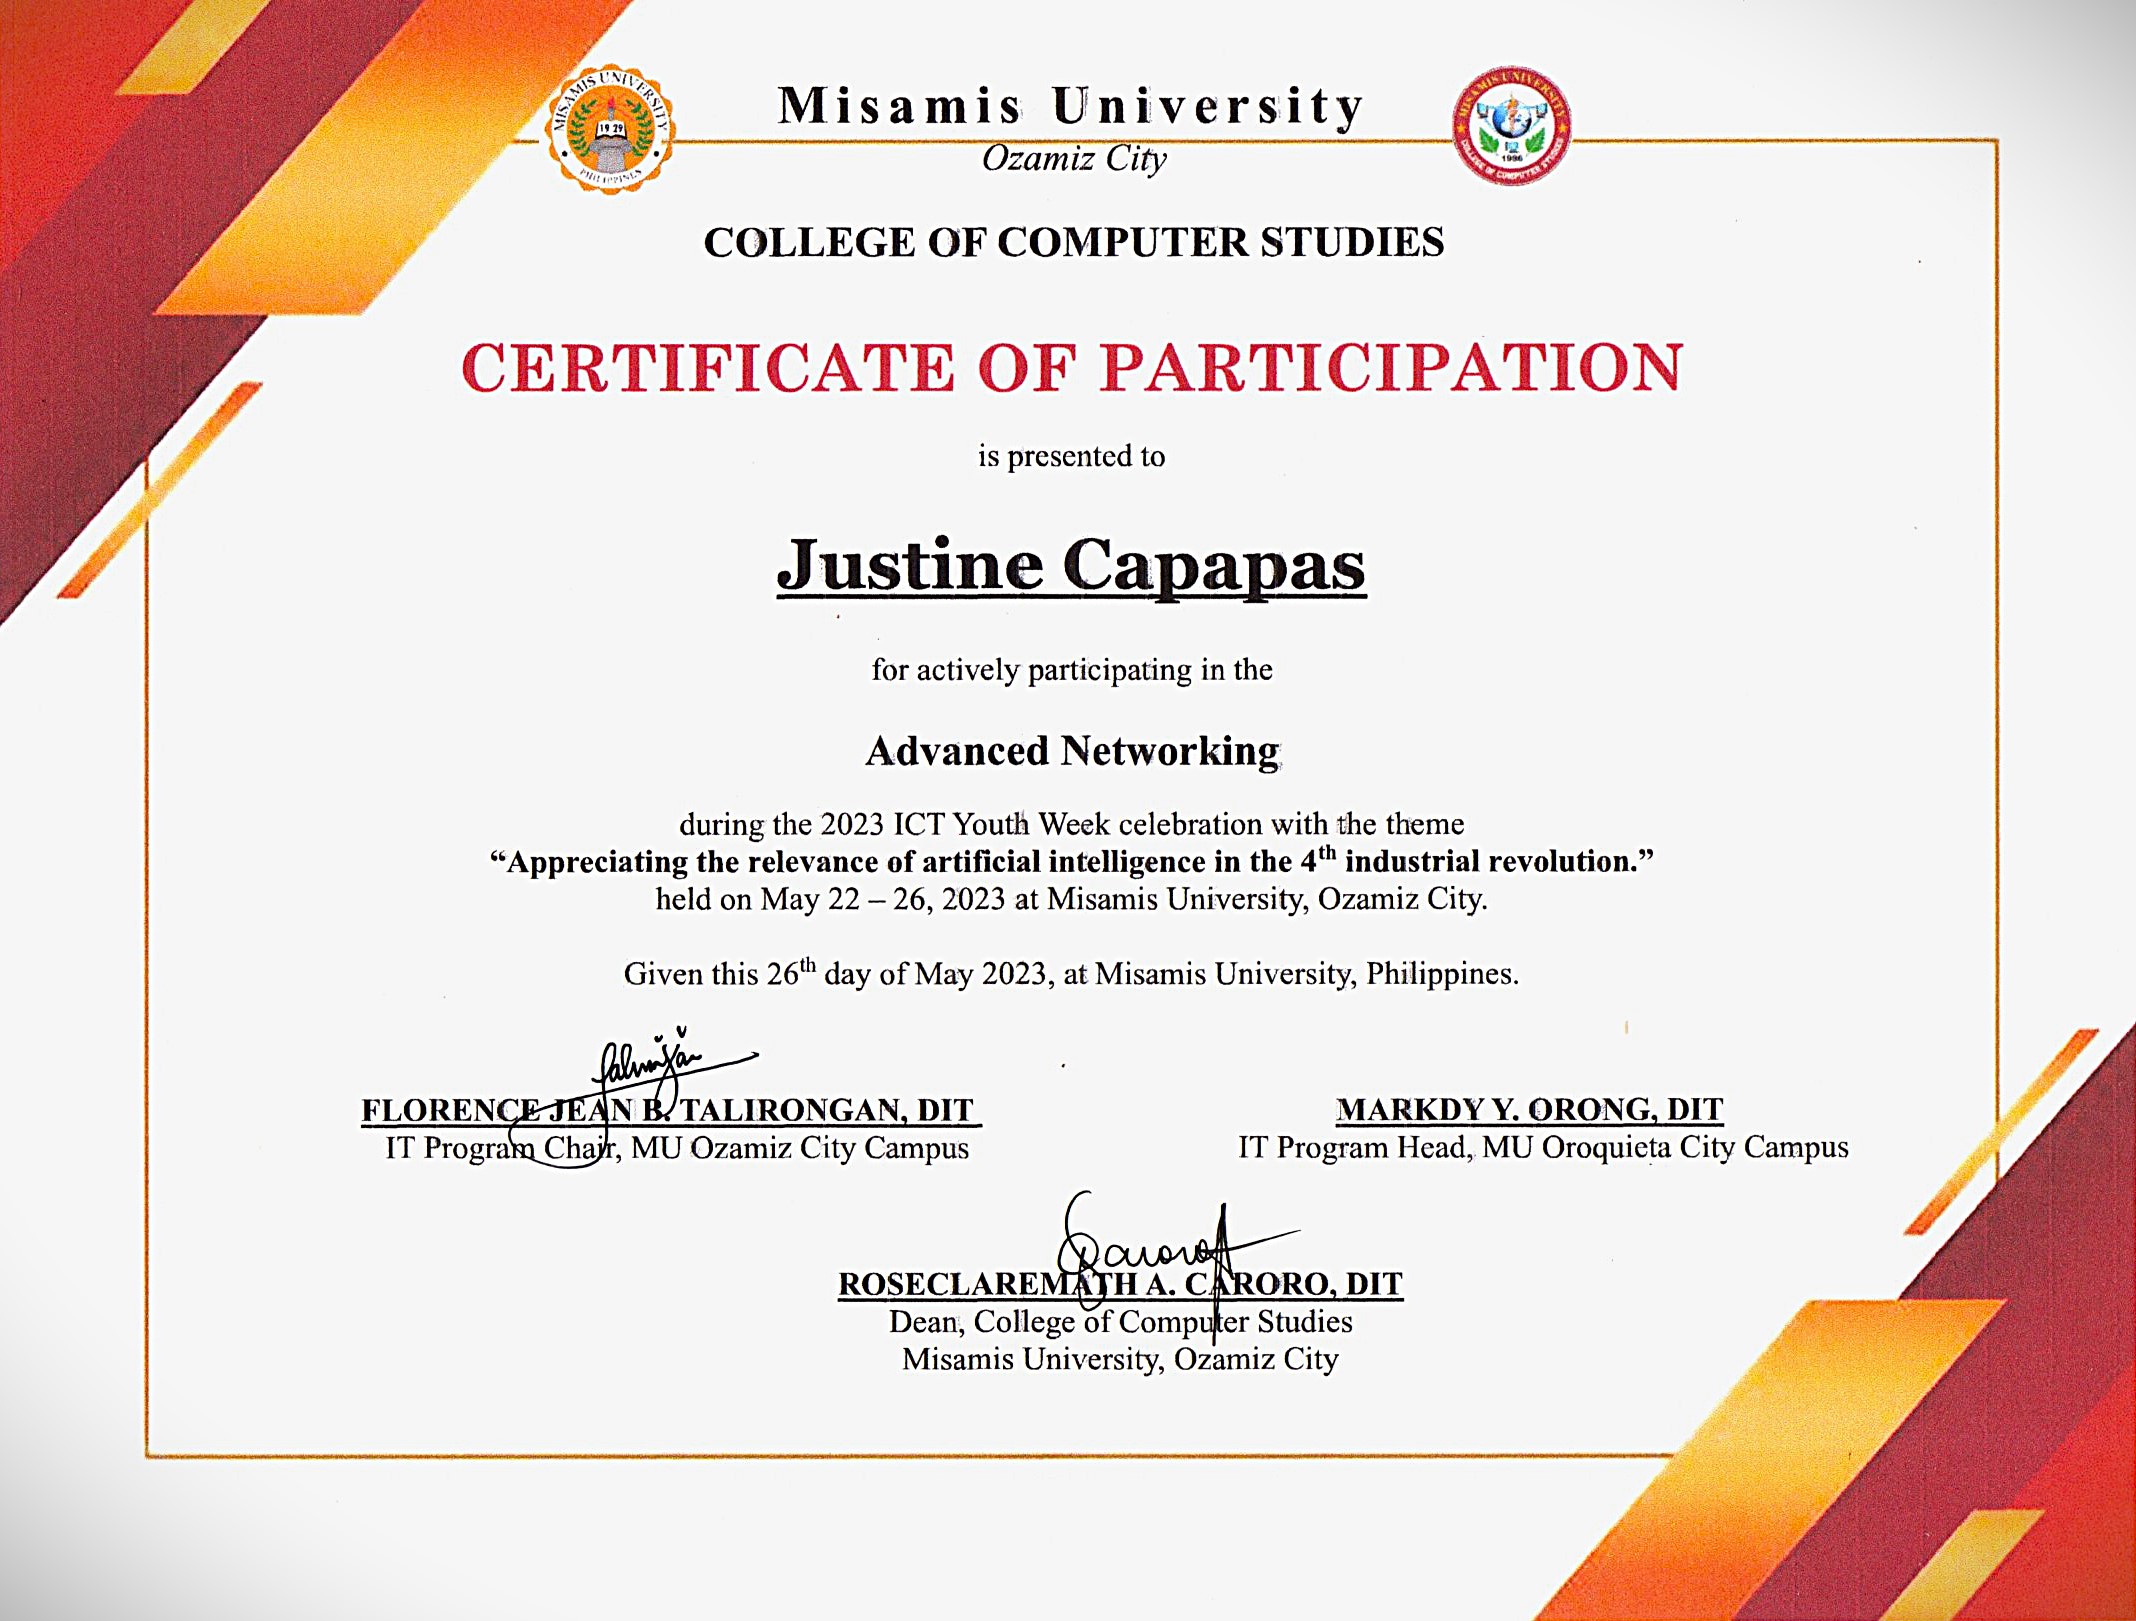 MISAMIS UNIVERSITY
1929
PHILIPPINES
Misamis University
Ozamiz City
MISAMIS UNIVERSITY
1996
COLLEGE OF COMPUTER STUDIES
COLLEGE OF COMPUTER STUDIES
CERTIFICATE OF PARTICIPATION
is presented to
Justine Capapas
for actively participating in the
Advanced Networking
during the 2023 ICT Youth Week celebration with the theme
“Appreciating the relevance of artificial intelligence in the 4th industrial revolution.”
held on May 22 – 26, 2023 at Misamis University, Ozamiz City.
Given this 26th day of May 2023, at Misamis University, Philippines.
FLORENCE JEAN B. TALIRONGAN, DIT
IT Program Chair, MU Ozamiz City Campus
MARKDY Y. ORONG, DIT
IT Program Head, MU Oroquieta City Campus
ROSECLAREMATH A. CARORO, DIT
Dean, College of Computer Studies
Misamis University, Ozamiz City